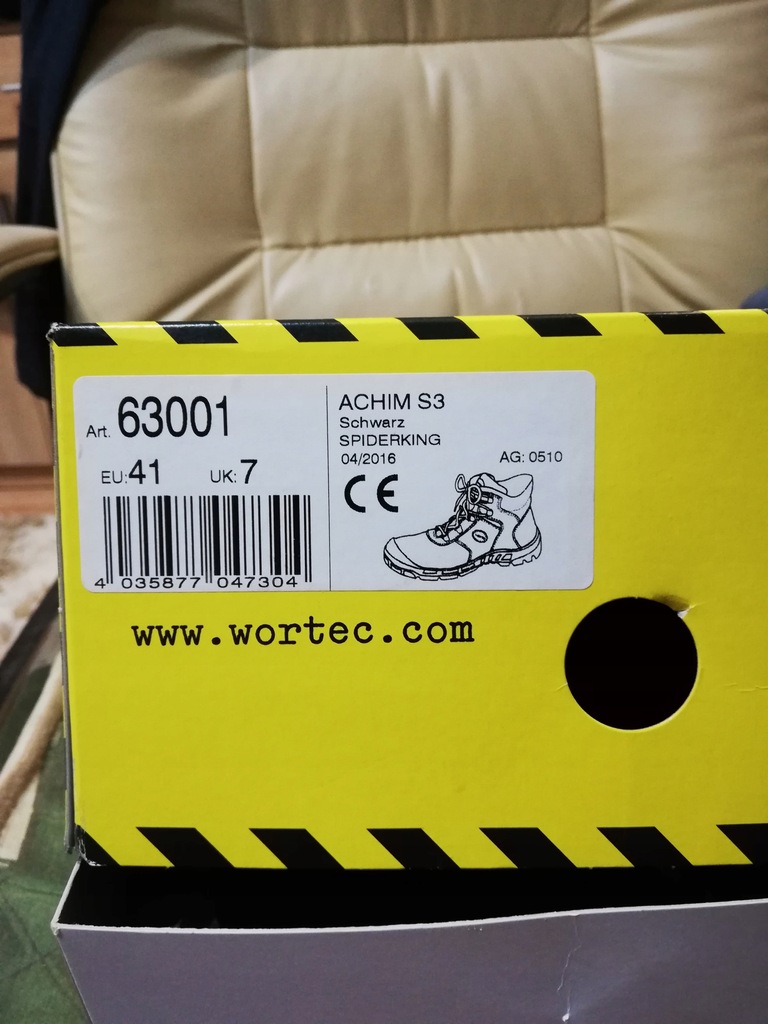 Art. 63001
EU:41 UK:7
4 035877 047304
ACHIM S3
Schwarz
SPIDERKING
04/2016 AG: 0510
CE
www.wortec.com